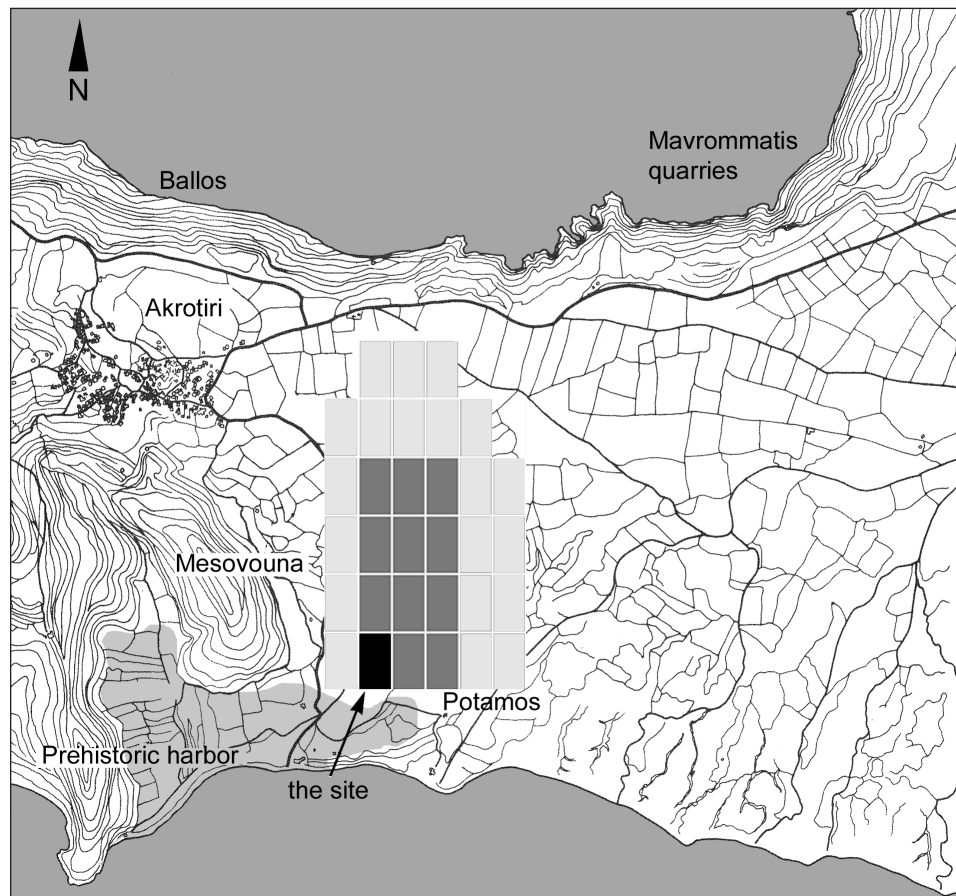 N
Mavrommatis
quarries
Ballos
Akrotiri
Mesovouna
Potamos
Prehistoric harbor
the site